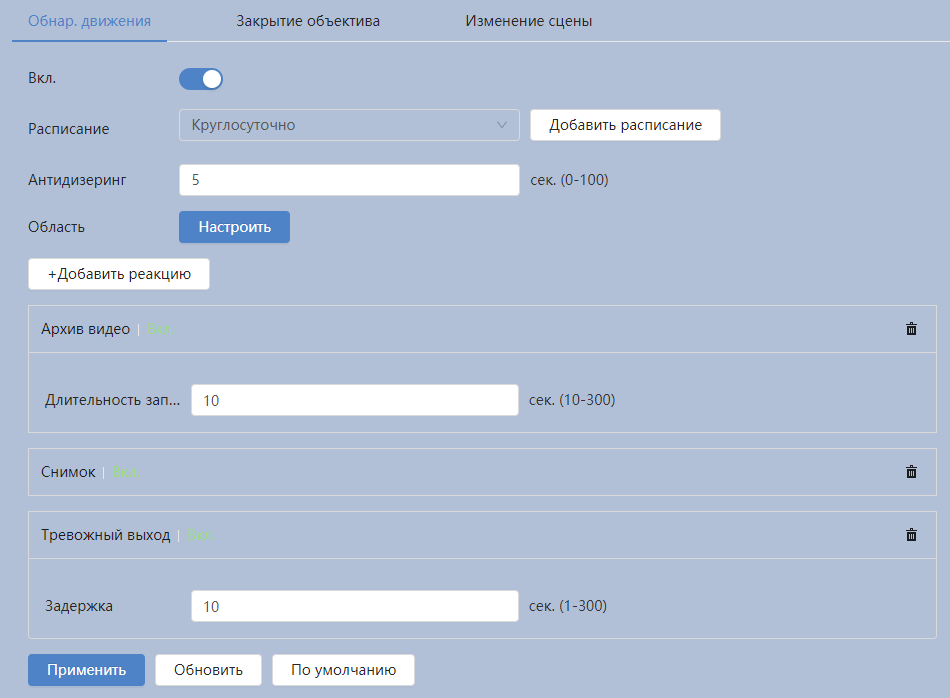 Обнар. движения Закрытие объектива Изменение сцены
Вкл.
Расписание Круглосуточно Добавить расписание
Антидизеринг 5 сек. (0-100)
Область Настроить
+Добавить реакцию
Архив видео | Вкл.
Длительность зап... 10 сек. (10-300)
Снимок | Вкл.
Тревожный выход | Вкл.
Задержка 10 сек. (1-300)
Применить Обновить По умолчанию